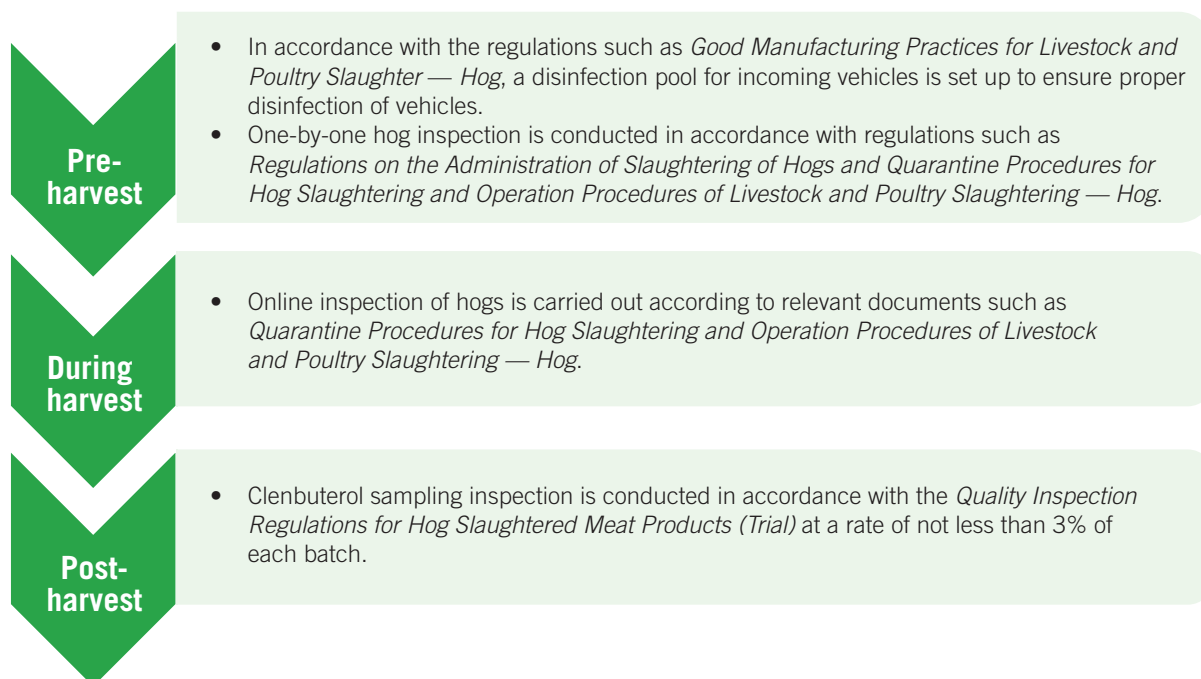 Pre-
harvest
• In accordance with the regulations such as Good Manufacturing Practices for Livestock and
Poultry Slaughter — Hog, a disinfection pool for incoming vehicles is set up to ensure proper
disinfection of vehicles.
• One-by-one hog inspection is conducted in accordance with regulations such as
Regulations on the Administration of Slaughtering of Hogs and Quarantine Procedures for
Hog Slaughtering and Operation Procedures of Livestock and Poultry Slaughtering — Hog.
During
harvest
• Online inspection of hogs is carried out according to relevant documents such as
Quarantine Procedures for Hog Slaughtering and Operation Procedures of Livestock
and Poultry Slaughtering — Hog.
Post-
harvest
• Clenbuterol sampling inspection is conducted in accordance with the Quality Inspection
Regulations for Hog Slaughtered Meat Products (Trial) at a rate of not less than 3% of
each batch.